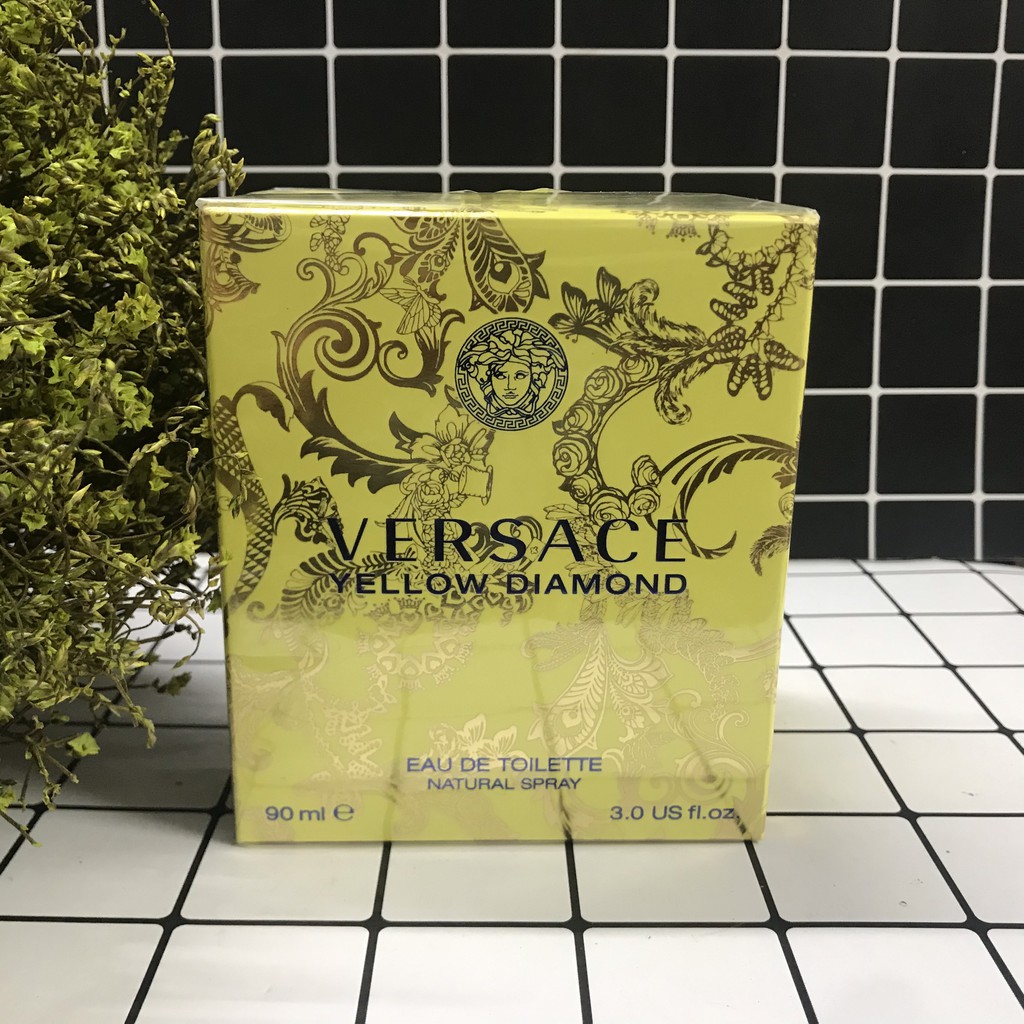 VERSACE
YELLOW DIAMOND
EAU DE TOILETTE
NATURAL SPRAY
90 ml ℮
3.0 US fl.oz.